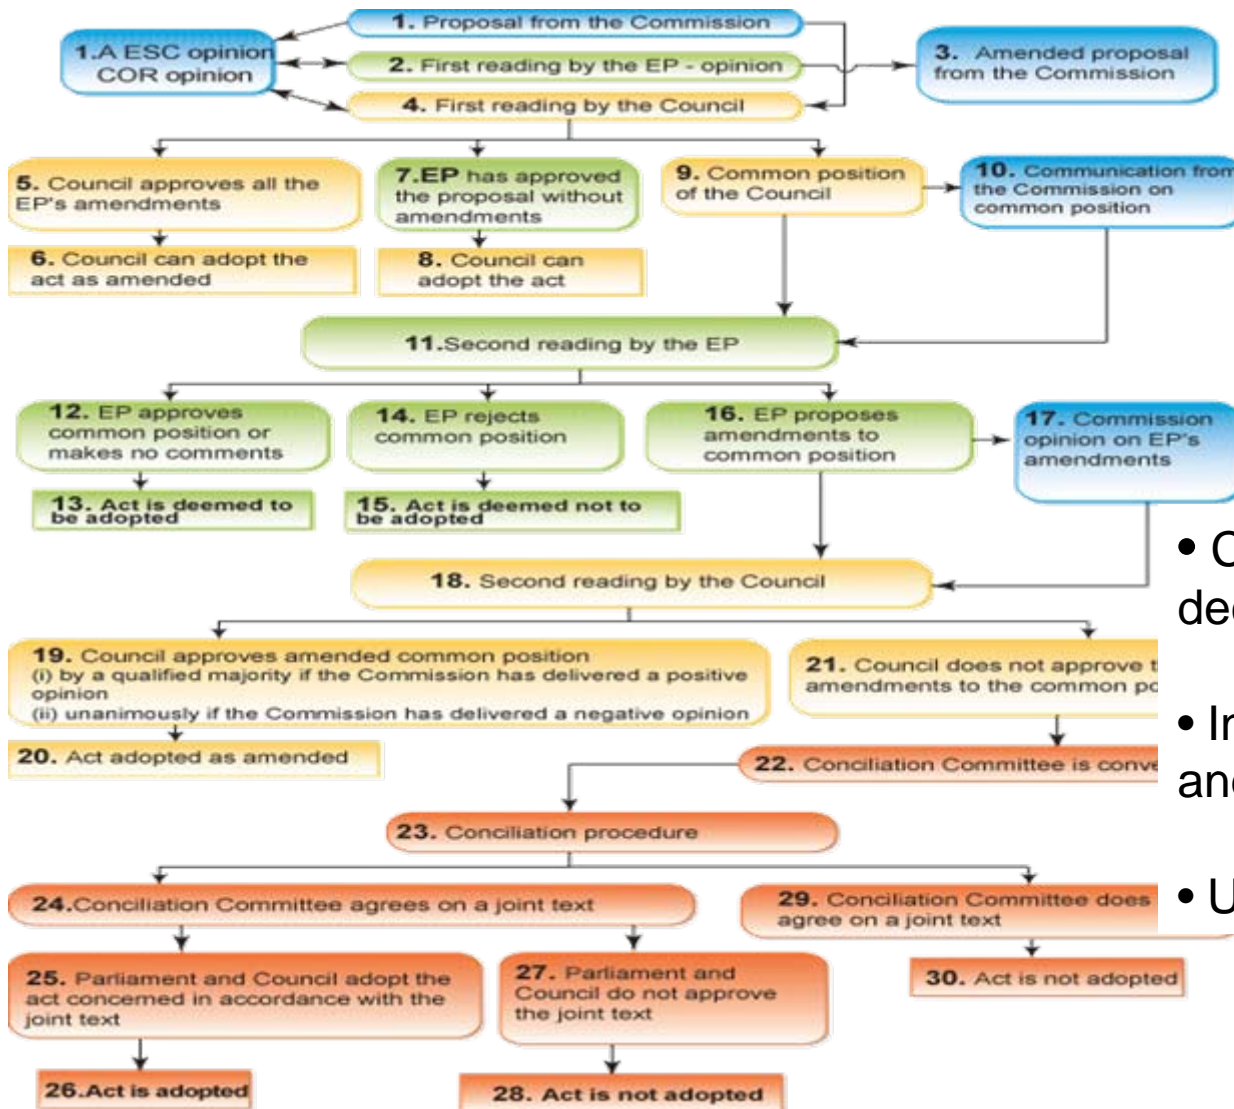 1. Proposal from the Commission
1.A ESC opinion
COR opinion
2. First reading by the EP - opinion
3. Amended proposal
from the Commission
4. First reading by the Council
5. Council approves all the
EP's amendments
7.EP has approved
the proposal without
amendments
9. Common position
of the Council
10. Communication from
the Commission on
common position
6. Council can adopt the
act as amended
8. Council can
adopt the act
11.Second reading by the EP
12. EP approves
common position or
makes no comments
14. EP rejects
common position
16. EP proposes
amendments to
common position
17. Commission
opinion on EP's
amendments
13. Act is deemed to
be adopted
15. Act is deemed not to
be adopted
18. Second reading by the Council
19. Council approves amended common position
(i) by a qualified majority if the Commission has delivered a positive
opinion
(ii) unanimously if the Commission has delivered a negative opinion
21. Council does not approve
amendments to the common
20. Act adopted as amended
22. Conciliation Committee is
23. Conciliation procedure
24.Conciliation Committee agrees on a joint text
29. Conciliation Committee does
agree on a joint text
25. Parliament and Council adopt the
act concerned in accordance with the
joint text
27. Parliament and
Council do not approve
the joint text
30. Act is not adopted
26.Act is adopted
28. Act is not adopted